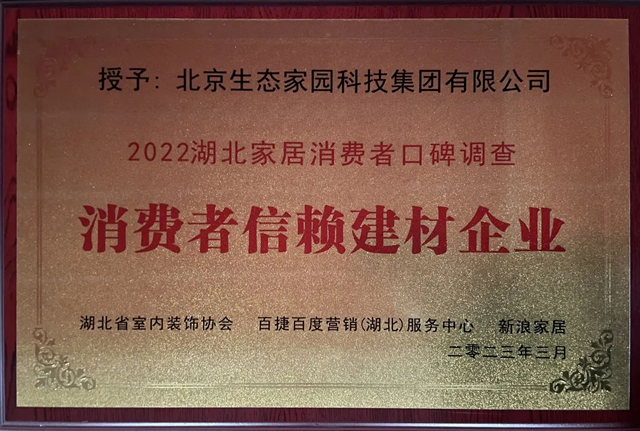 授予：北京生态家园科技集团有限公司
2022湖北家居消费者口碑调查
消费者信赖建材企业
湖北省室内装饰协会 百捷百度营销(湖北)服务中心 新浪家居
二零二三年三月